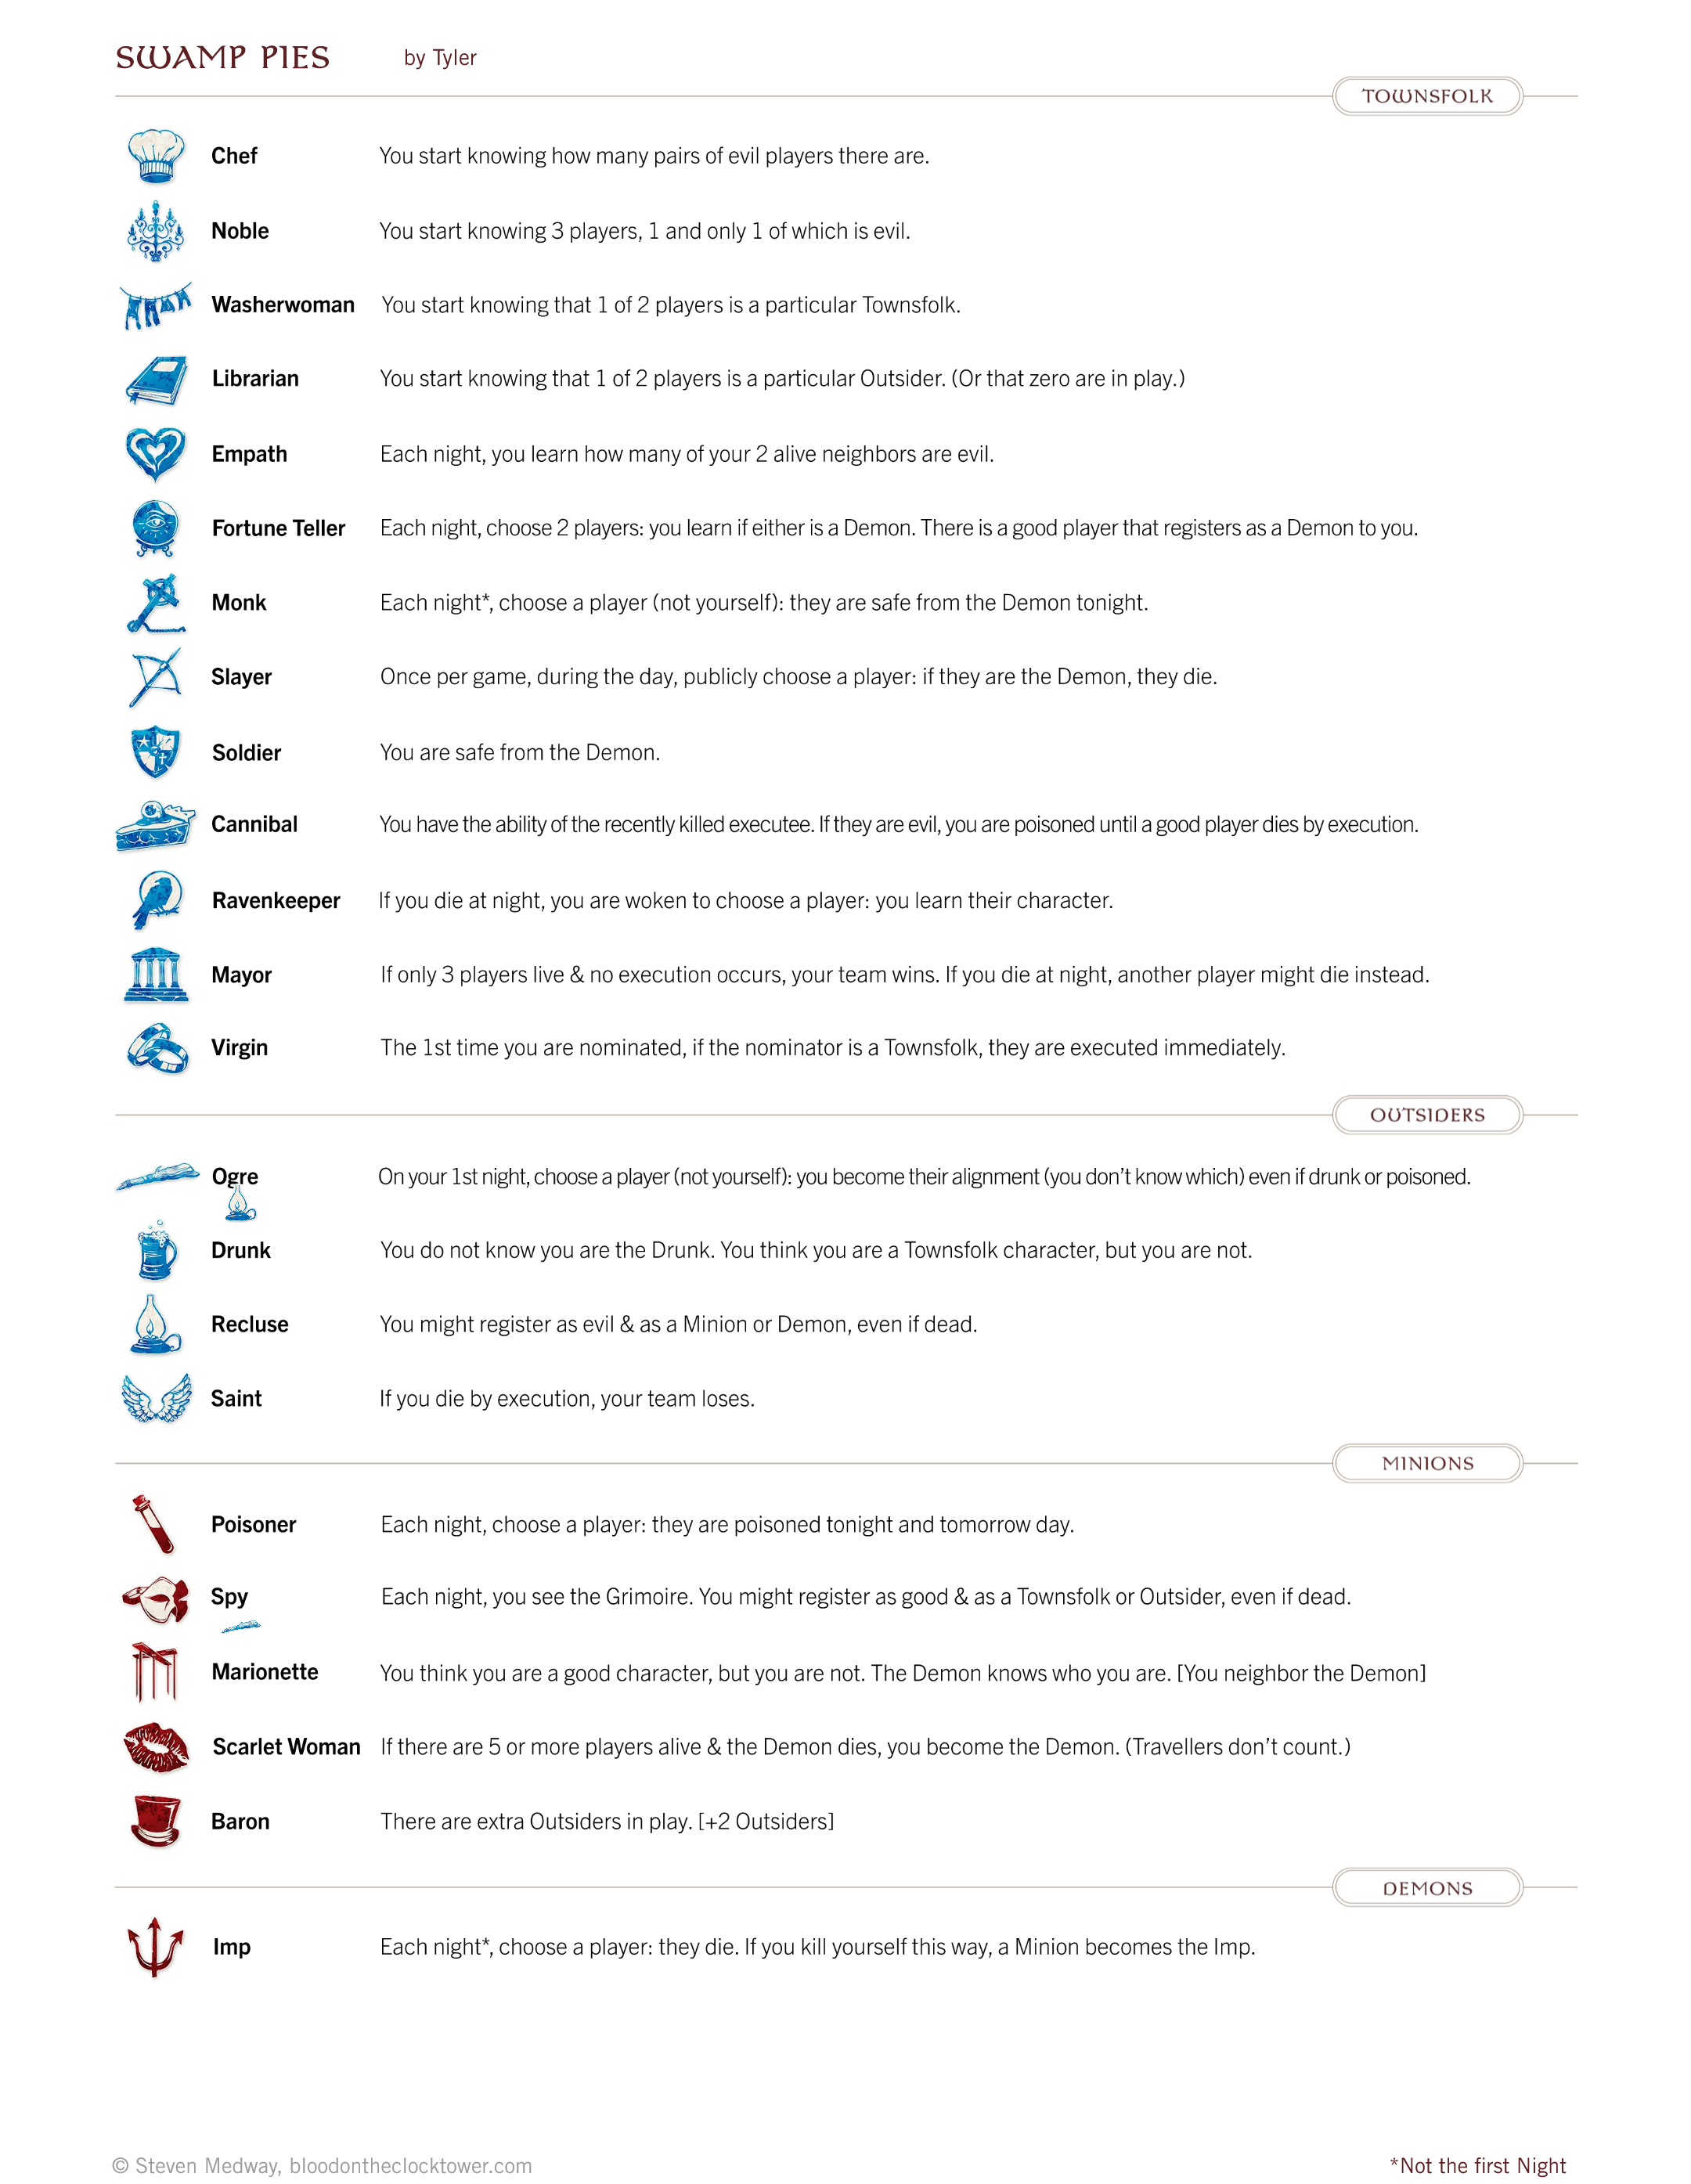 SWAMP PIES by Tyler
TOWNSFOLK
Chef You start knowing how many pairs of evil players there are.
Noble You start knowing 3 players, 1 and only 1 of which is evil.
Washerwoman You start knowing that 1 of 2 players is a particular Townsfolk.
Librarian You start knowing that 1 of 2 players is a particular Outsider. (Or that zero are in play.)
Empath Each night, you learn how many of your 2 alive neighbors are evil.
Fortune Teller Each night, choose 2 players: you learn if either is a Demon. There is a good player that registers as a Demon to you.
Monk Each night*, choose a player (not yourself): they are safe from the Demon tonight.
Slayer Once per game, during the day, publicly choose a player: if they are the Demon, they die.
Soldier You are safe from the Demon.
Cannibal You have the ability of the recently killed executee. If they are evil, you are poisoned until a good player dies by execution.
Ravenkeeper If you die at night, you are woken to choose a player: you learn their character.
Mayor If only 3 players live & no execution occurs, your team wins. If you die at night, another player might die instead.
Virgin The 1st time you are nominated, if the nominator is a Townsfolk, they are executed immediately.
OUTSIDERS
Ogre On your 1st night, choose a player (not yourself): you become their alignment (you don't know which) even if drunk or poisoned.
Drunk You do not know you are the Drunk. You think you are a Townsfolk character, but you are not.
Recluse You might register as evil & as a Minion or Demon, even if dead.
Saint If you die by execution, your team loses.
MINIONS
Poisoner Each night, choose a player: they are poisoned tonight and tomorrow day.
Spy Each night, you see the Grimoire. You might register as good & as a Townsfolk or Outsider, even if dead.
Marionette You think you are a good character, but you are not. The Demon knows who you are. [You neighbor the Demon]
Scarlet Woman If there are 5 or more players alive & the Demon dies, you become the Demon. (Travellers don't count.)
Baron There are extra Outsiders in play. [+2 Outsiders]
DEMONS
Imp Each night*, choose a player: they die. If you kill yourself this way, a Minion becomes the Imp.
© Steven Medway, bloodontheclocktower.com *Not the first Night